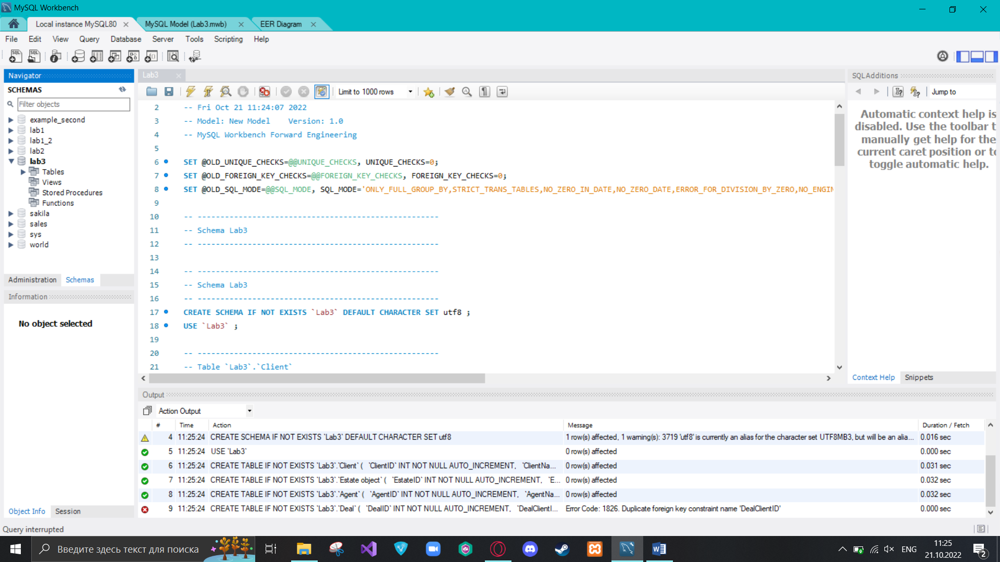 MySQL Workbench
Local instance MySQL80
MySQL Model (Lab3.mwb)
EER Diagram
File Edit View Query Database Server Tools Scripting Help
Navigator
SCHEMAS
Filter objects
example_second
lab1
lab1_2
lab2
lab3
Tables
Views
Stored Procedures
Functions
sakila
sales
sys
world
Administration Schemas
Information
No object selected
Object Info Session
Lab3
Limit to 1000 rows
2 -- Fri Oct 21 11:24:07 2022
3 -- Model: New Model    Version: 1.0
4 -- MySQL Workbench Forward Engineering
5
6 SET @OLD_UNIQUE_CHECKS=@@UNIQUE_CHECKS, UNIQUE_CHECKS=0;
7 SET @OLD_FOREIGN_KEY_CHECKS=@@FOREIGN_KEY_CHECKS, FOREIGN_KEY_CHECKS=0;
8 SET @OLD_SQL_MODE=@@SQL_MODE, SQL_MODE='ONLY_FULL_GROUP_BY,STRICT_TRANS_TABLES,NO_ZERO_IN_DATE,NO_ZERO_DATE,ERROR_FOR_DIVISION_BY_ZERO,NO_ENGIN
9
10 -- -----------------------------------------------------
11 -- Schema Lab3
12 -- -----------------------------------------------------
13
14 -- -----------------------------------------------------
15 -- Schema Lab3
16 -- -----------------------------------------------------
17 CREATE SCHEMA IF NOT EXISTS `Lab3` DEFAULT CHARACTER SET utf8 ;
18 USE `Lab3` ;
19
20 -- -----------------------------------------------------
21 -- Table `Lab3`.`Client`
SQLAdditions
Jump to
Automatic context help is
disabled. Use the toolbar t
manually get help for the
current caret position or to
toggle automatic help.
Context Help Snippets
Output
Action Output
# Time Action Message Duration / Fetch
4 11:25:24 CREATE SCHEMA IF NOT EXISTS `Lab3` DEFAULT CHARACTER SET utf8 1 row(s) affected, 1 warning(s): 3719 'utf8' is currently an alias for the character set UTF8MB3, but will be an alia... 0.016 sec
5 11:25:24 USE `Lab3` 0 row(s) affected 0.000 sec
6 11:25:24 CREATE TABLE IF NOT EXISTS `Lab3`.`Client` ( `ClientID` INT NOT NULL AUTO_INCREMENT, `ClientNa... 0 row(s) affected 0.031 sec
7 11:25:24 CREATE TABLE IF NOT EXISTS `Lab3`.`Estate object` ( `EstateID` INT NOT NULL AUTO_INCREMENT, `E... 0 row(s) affected 0.032 sec
8 11:25:24 CREATE TABLE IF NOT EXISTS `Lab3`.`Agent` ( `AgentID` INT NOT NULL AUTO_INCREMENT, `AgentNa... 0 row(s) affected 0.032 sec
9 11:25:24 CREATE TABLE IF NOT EXISTS `Lab3`.`Deal` ( `DealID` INT NOT NULL AUTO_INCREMENT, `DealClientI... Error Code: 1826. Duplicate foreign key constraint name 'DealClientID' 0.000 sec
Query interrupted
Введите здесь текст для поиска
ENG
11:25
21.10.2022
2